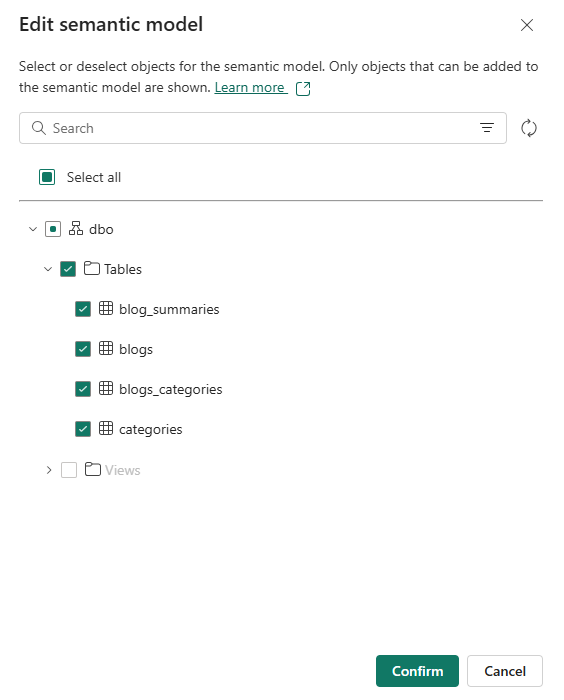 Edit semantic model
Select or deselect objects for the semantic model. Only objects that can be added to
the semantic model are shown. Learn more
Search
Select all
dbo
Tables
blog_summaries
blogs
blogs_categories
categories
Views
Confirm
Cancel